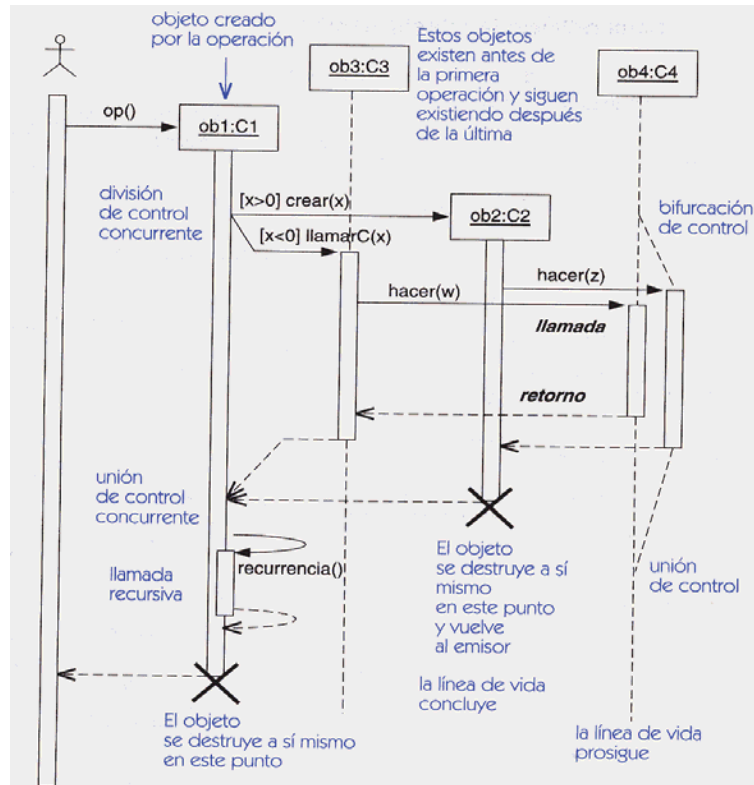 objeto creado
por la operación
Estos objetos
existen antes de
la primera
operación y siguen
existiendo después
de la última
ob3:C3
ob4:C4
op()
ob1:C1
división
de control
concurrente
[x>0] crear(x)
ob2:C2
bifurcación
de control
[x<0] llamarC(x)
hacer(z)
hacer(w)
llamada
retorno
unión
de control
concurrente
recurrencia()
llamada
recursiva
El objeto
se destruye a sí
mismo
en este punto
y vuelve
al emisor
unión
de control
la línea de vida
concluye
El objeto
se destruye a sí mismo
en este punto
la línea de vida
prosigue